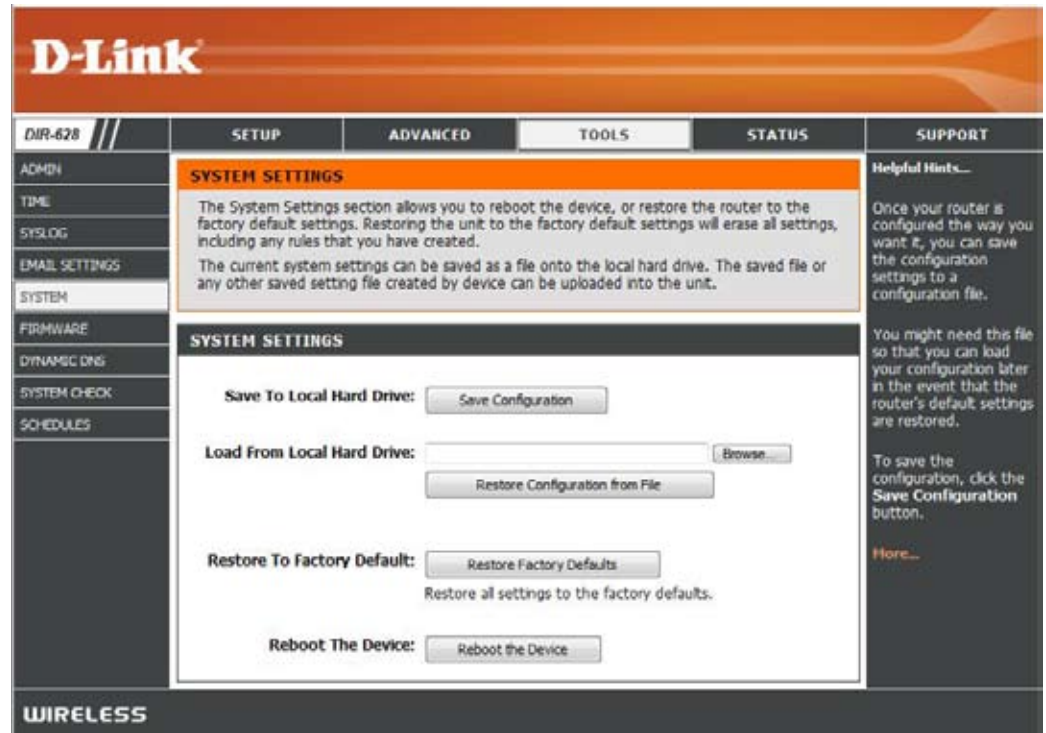 D-Link
DIR-628
SETUP
ADVANCED
TOOLS
STATUS
SUPPORT
ADMIN
TIME
SYSLOG
EMAIL SETTINGS
SYSTEM
FIRMWARE
DYNAMIC DNS
SYSTEM CHECK
SCHEDULES
SYSTEM SETTINGS
The System Settings section allows you to reboot the device, or restore the router to the
factory default settings. Restoring the unit to the factory default settings will erase all settings,
including any rules that you have created.
The current system settings can be saved as a file onto the local hard drive. The saved file or
any other saved setting file created by device can be uploaded into the unit.
SYSTEM SETTINGS
Save To Local Hard Drive:
Save Configuration
Load From Local Hard Drive:
Browse...
Restore Configuration from File
Restore To Factory Default:
Restore Factory Defaults
Restore all settings to the factory defaults.
Reboot The Device:
Reboot the Device
Helpful Hints...
Once your router is
configured the way you
want it, you can save
the configuration
settings to a
configuration file.
You might need this file
so that you can load
your configuration later
in the event that the
router's default settings
are restored.
To save the
configuration, click the
Save Configuration
button.
More...
WIRELESS